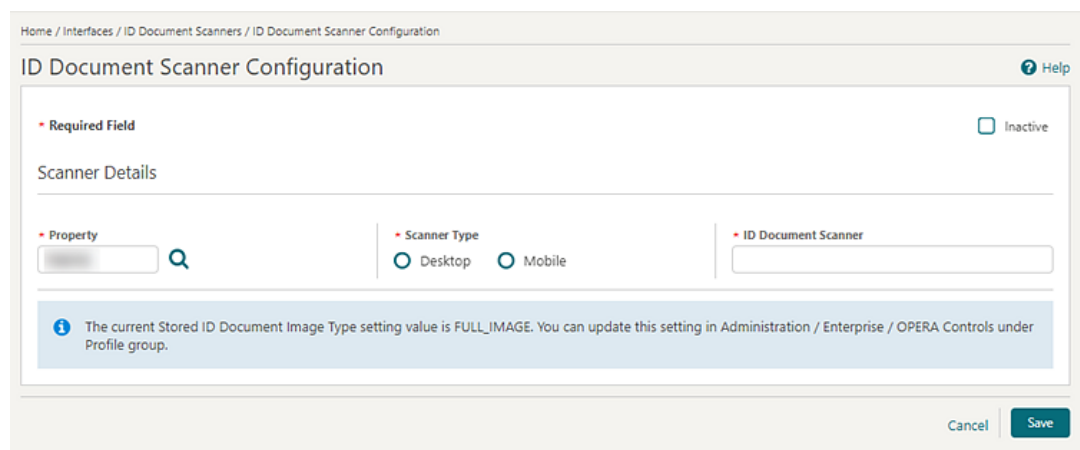 Home / Interfaces / ID Document Scanners / ID Document Scanner Configuration
ID Document Scanner Configuration
Help
* Required Field
Inactive
Scanner Details
* Property
* Scanner Type
* ID Document Scanner
Desktop
Mobile
The current Stored ID Document Image Type setting value is FULL_IMAGE. You can update this setting in Administration / Enterprise / OPERA Controls under
Profile group.
Cancel
Save